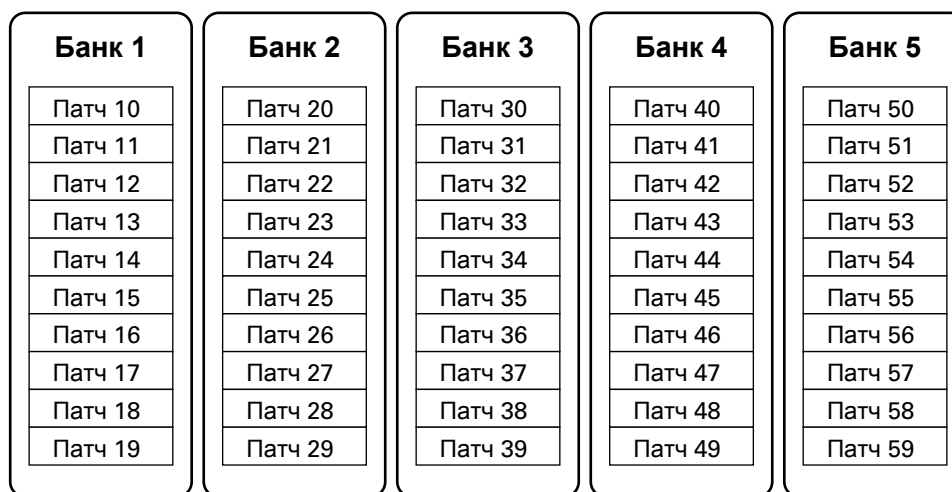 Банк 1 Банк 2 Банк 3 Банк 4 Банк 5
Патч 10 Патч 20 Патч 30 Патч 40 Патч 50
Патч 11 Патч 21 Патч 31 Патч 41 Патч 51
Патч 12 Патч 22 Патч 32 Патч 42 Патч 52
Патч 13 Патч 23 Патч 33 Патч 43 Патч 53
Патч 14 Патч 24 Патч 34 Патч 44 Патч 54
Патч 15 Патч 25 Патч 35 Патч 45 Патч 55
Патч 16 Патч 26 Патч 36 Патч 46 Патч 56
Патч 17 Патч 27 Патч 37 Патч 47 Патч 57
Патч 18 Патч 28 Патч 38 Патч 48 Патч 58
Патч 19 Патч 29 Патч 39 Патч 49 Патч 59